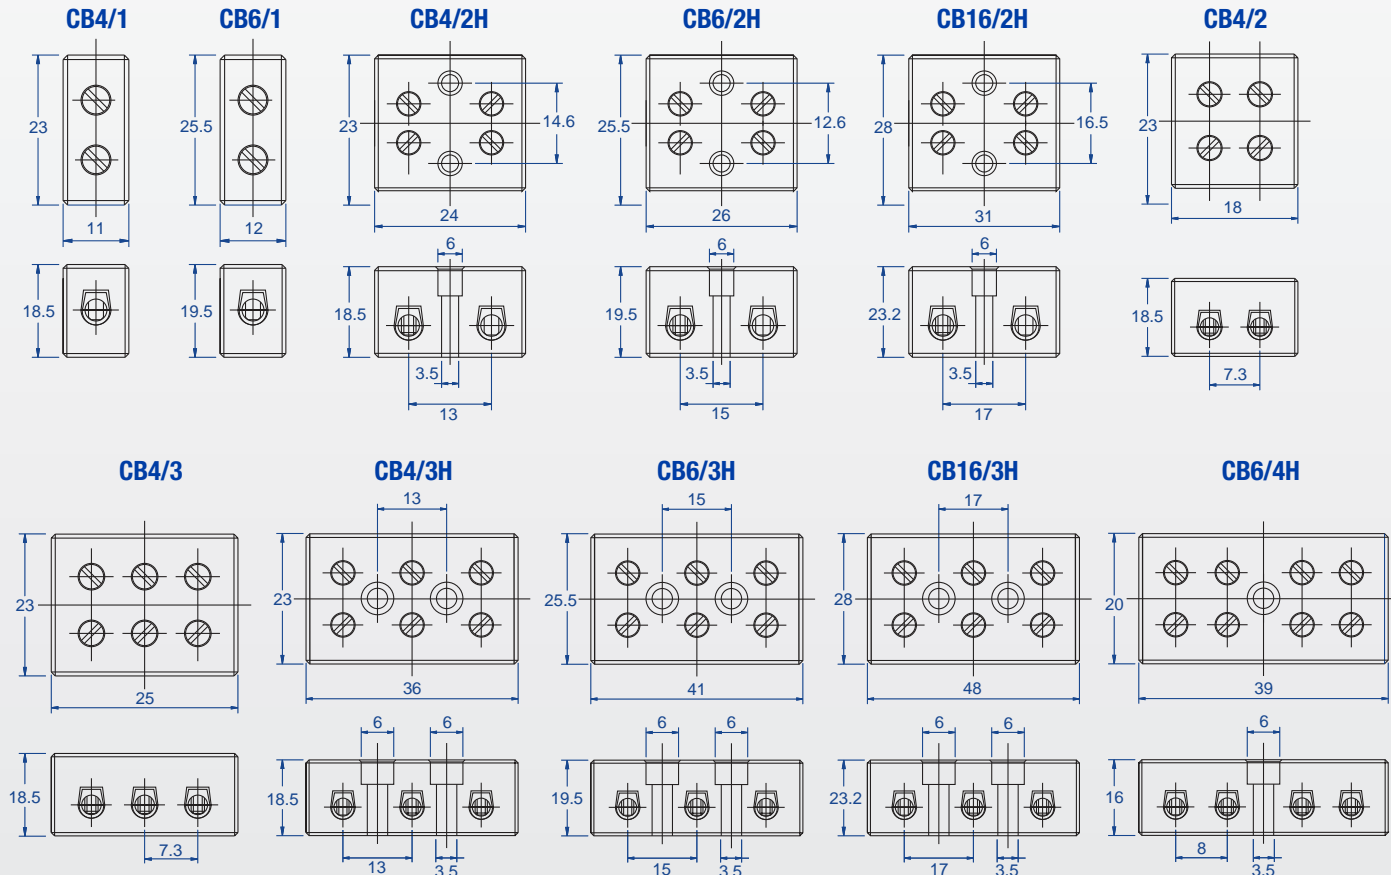 CB4/1 CB6/1 CB4/2H CB6/2H CB16/2H CB4/2
23 25.5 23 14.6 25.5 12.6 28 16.5 23
11 12 24 26 31 18
6 6 6
18.5 19.5 18.5 19.5 23.2 18.5
3.5 3.5 3.5 7.3
13 15 17
CB4/3 CB4/3H CB6/3H CB16/3H CB6/4H
13 15 17
23 23 25.5 28 20
25 36 41 48 39
6 6 6 6 6 6 6
18.5 18.5 19.5 23.2 16
7.3 13 3.5 15 3.5 17 3.5 8 3.5